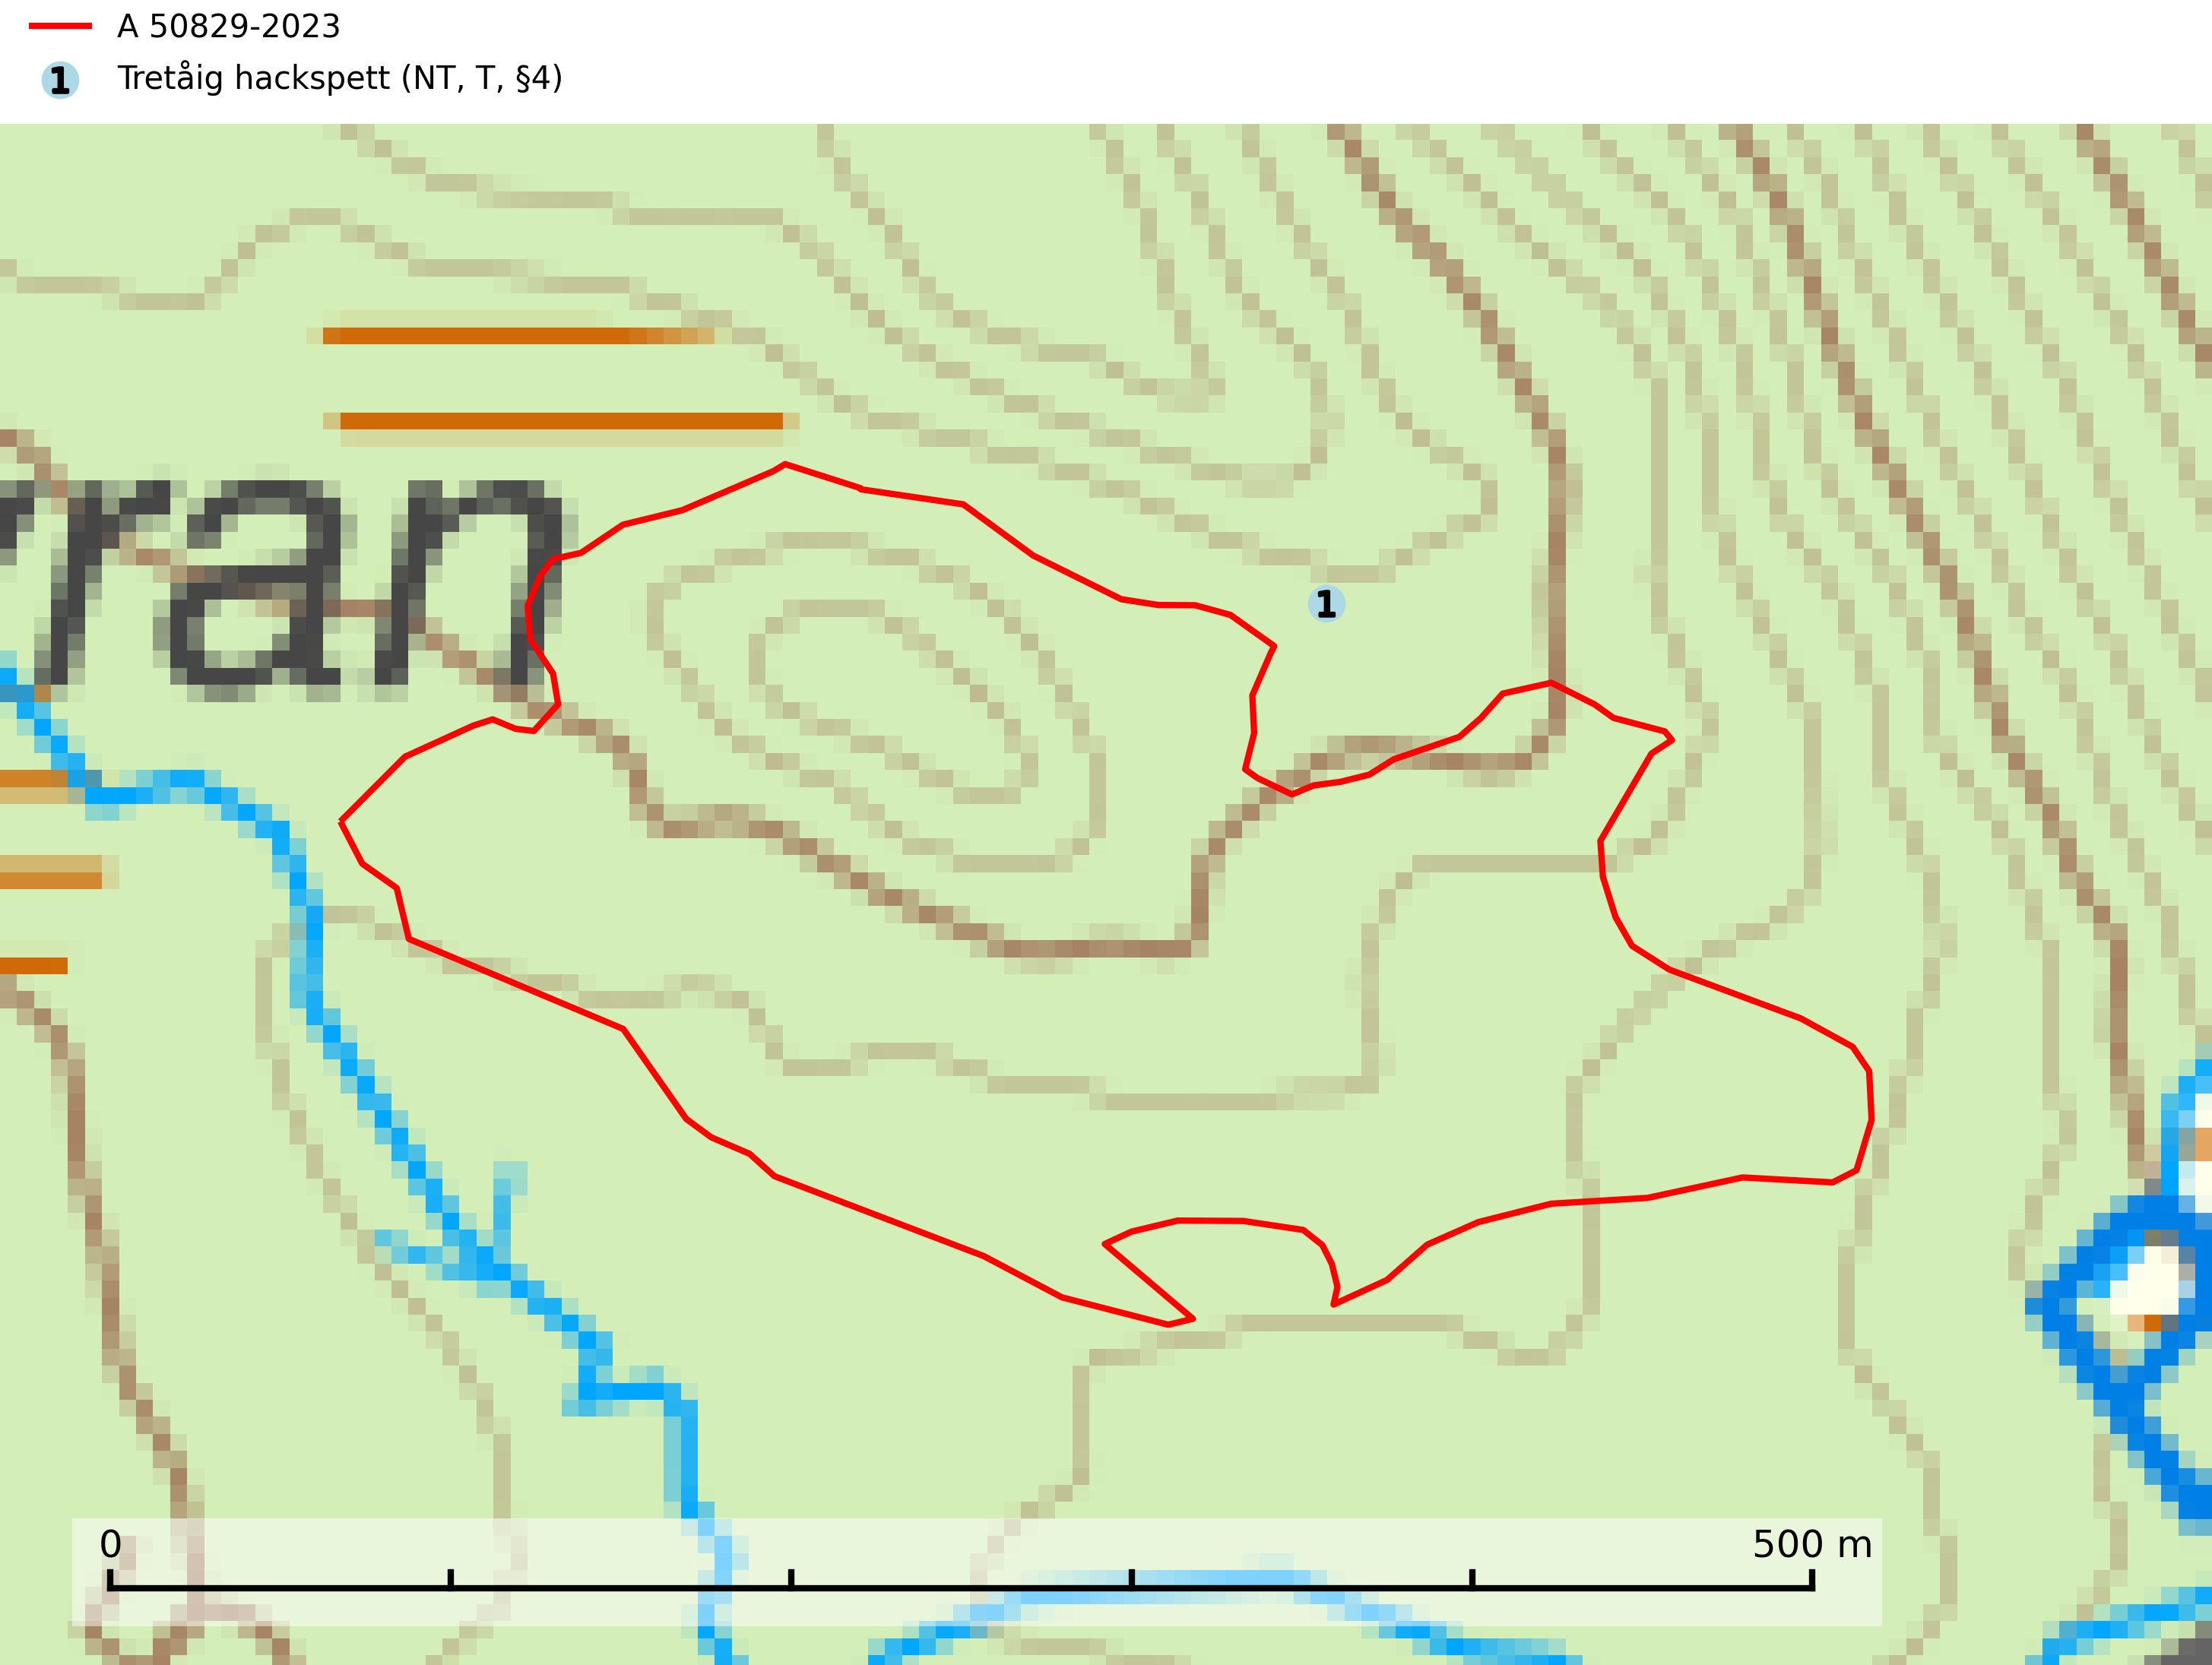 A 50829-2023
1 Tretåig hackspett (NT, T, §4)
ran
1
0 500 m